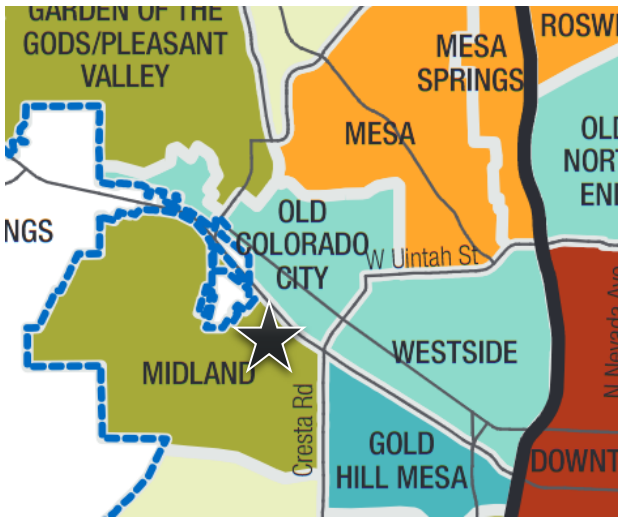 GARDEN OF THE
GODS/PLEASANT
VALLEY
MESA
SPRINGS
MESA
OLD
COLORADO
CITY
W Uintah St
WESTSIDE
MIDLAND
Cresta Rd
GOLD
HILL MESA
N Nevada Ave